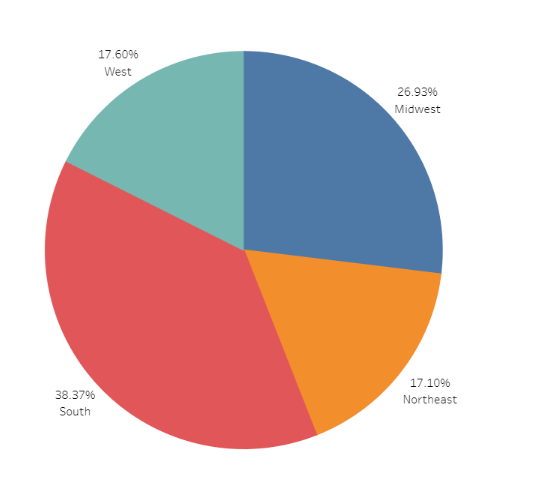 17.60%
West
26.93%
Midwest
17.10%
Northeast
38.37%
South